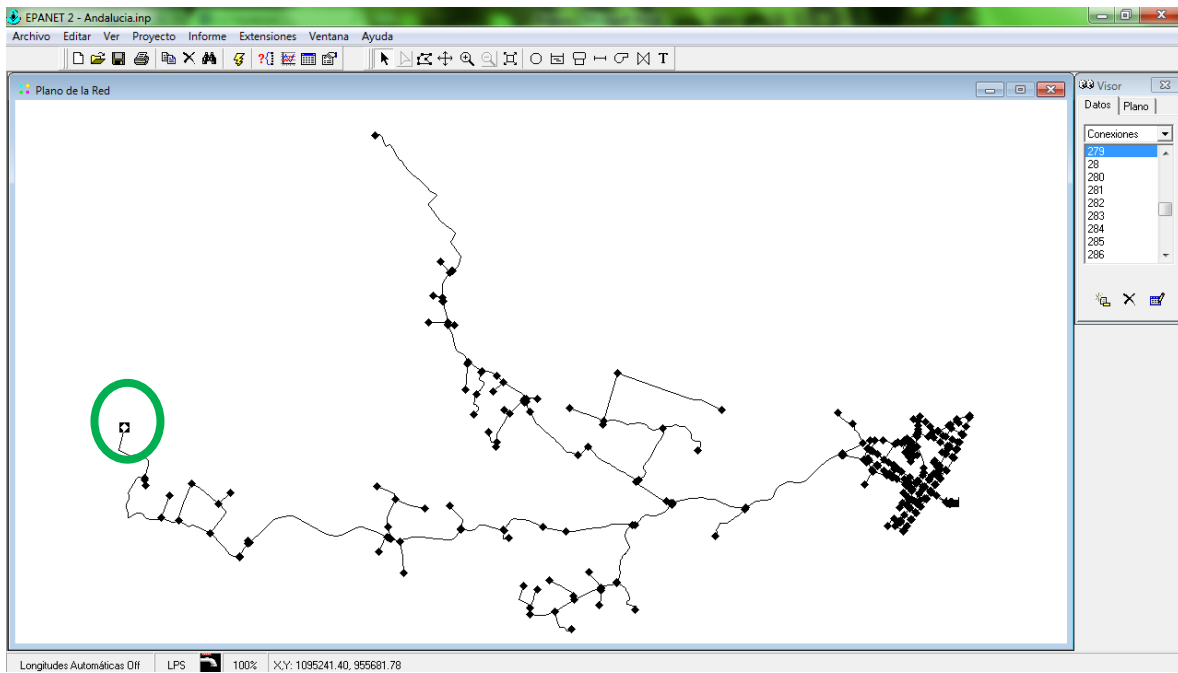 EPANET 2 - Andalucia.inp
Archivo Editar Ver Proyecto Informe Extensiones Ventana Ayuda
T
Plano de la Red
Visor
Datos Plano
Conexiones
279
28
280
281
282
283
284
285
286
Longitudes Automáticas Off LPS 100% X,Y: 1095241.40, 955681.78